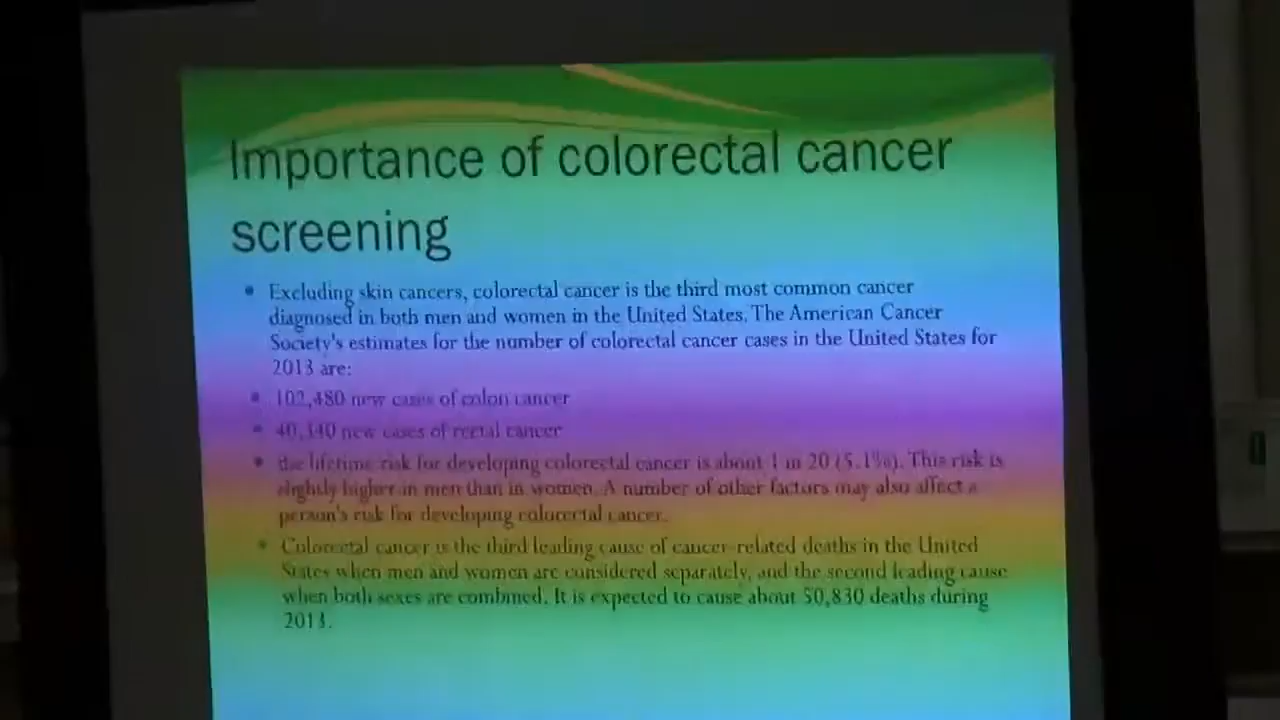 Importance of colorectal cancer
screening
Excluding skin cancers, colorectal cancer is the third most common cancer
diagnosed in both men and women in the United States. The American Cancer
Society's estimates for the number of colorectal cancer cases in the United States for
2013 are:
102,480 new cases of colon cancer
40,340 new cases of rectal cancer
the lifetime risk for developing colorectal cancer is about 1 in 20 (5.1%). This risk is
slightly higher in men than in women. A number of other factors may also affect a
person's risk for developing colorectal cancer.
Colorectal cancer is the third leading cause of cancer-related deaths in the United
States when men and women are considered separately, and the second leading cause
when both sexes are combined. It is expected to cause about 50,830 deaths during
2013.